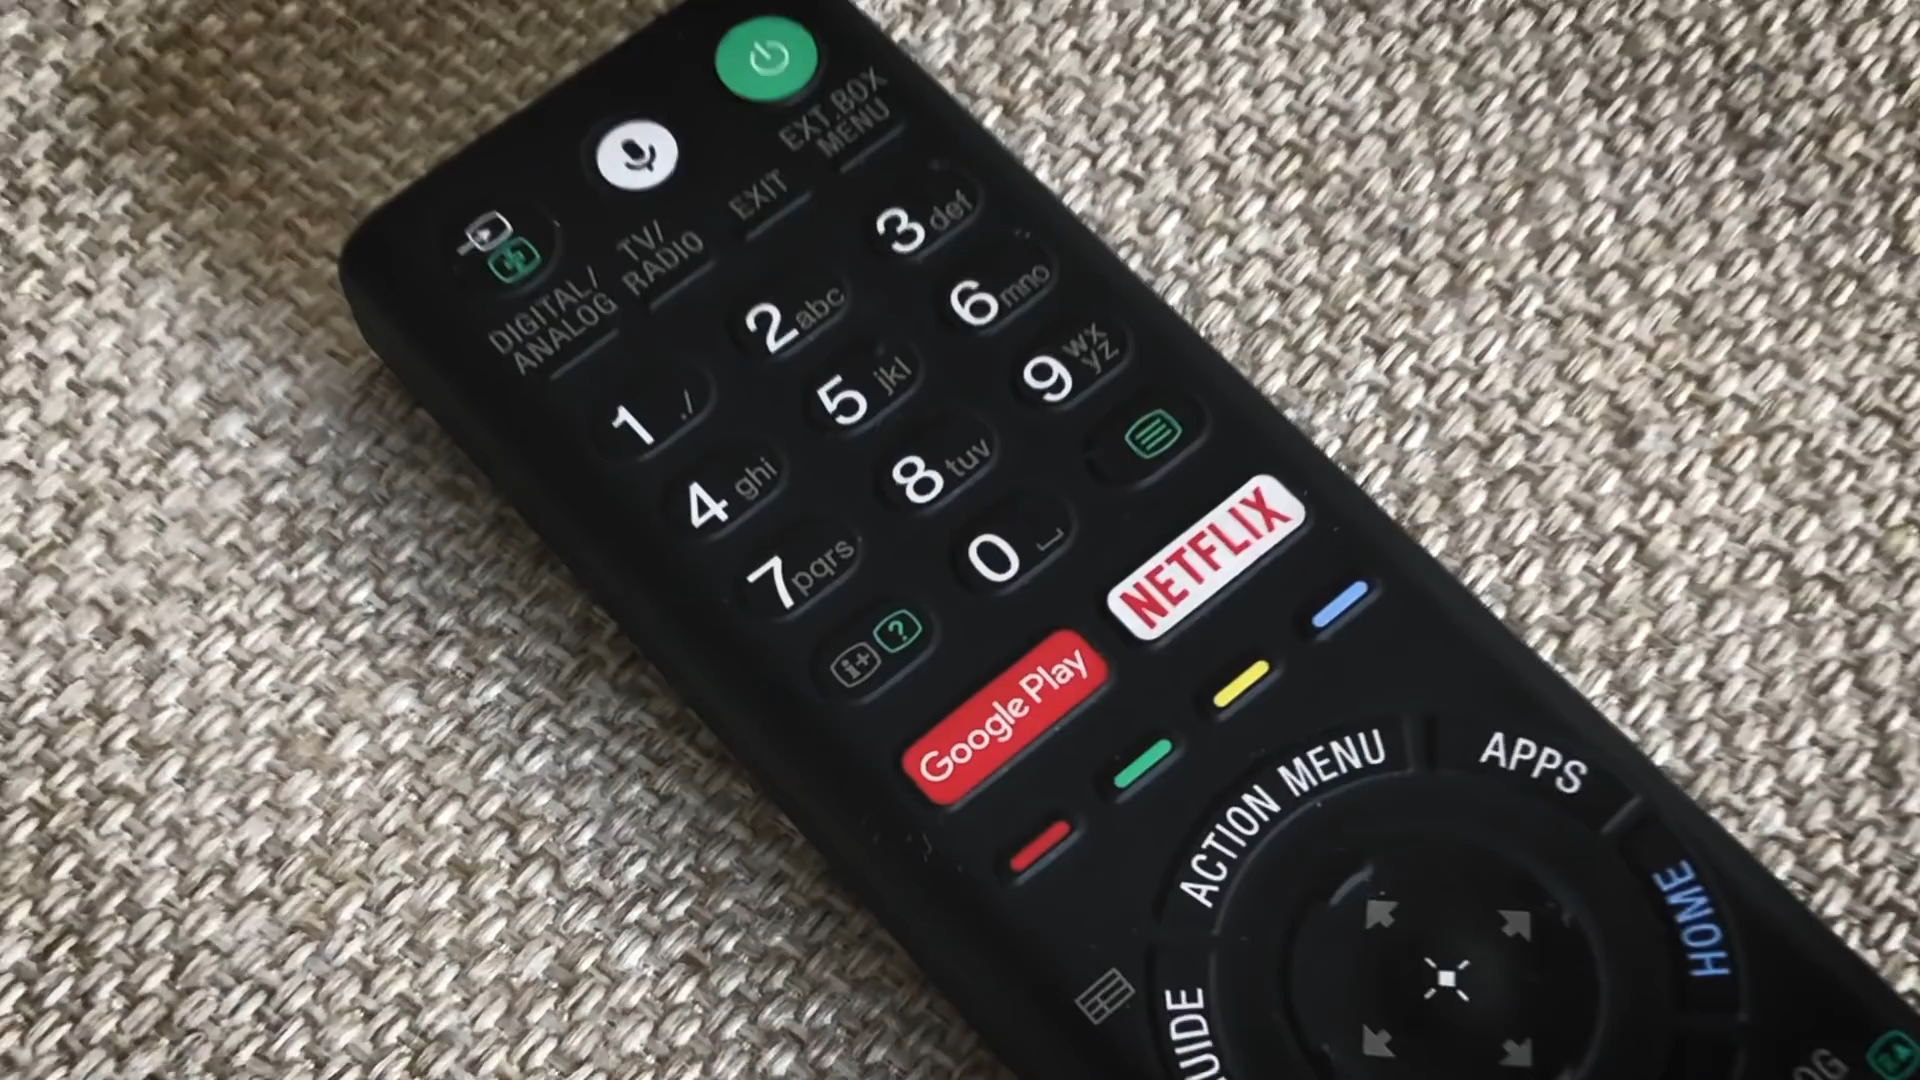 EXT.BOX
MENU
EXIT
TV/
RADIO
DIGITAL/
ANALOG
1 ./
2 abc
3 def
4 ghi
5 jkl
6 mno
7 pqrs
8 tuv
9 wx
yz
i+ ?
0
Google Play
NETFLIX
ACTION MENU
APPS
HOME
UIDE
OG